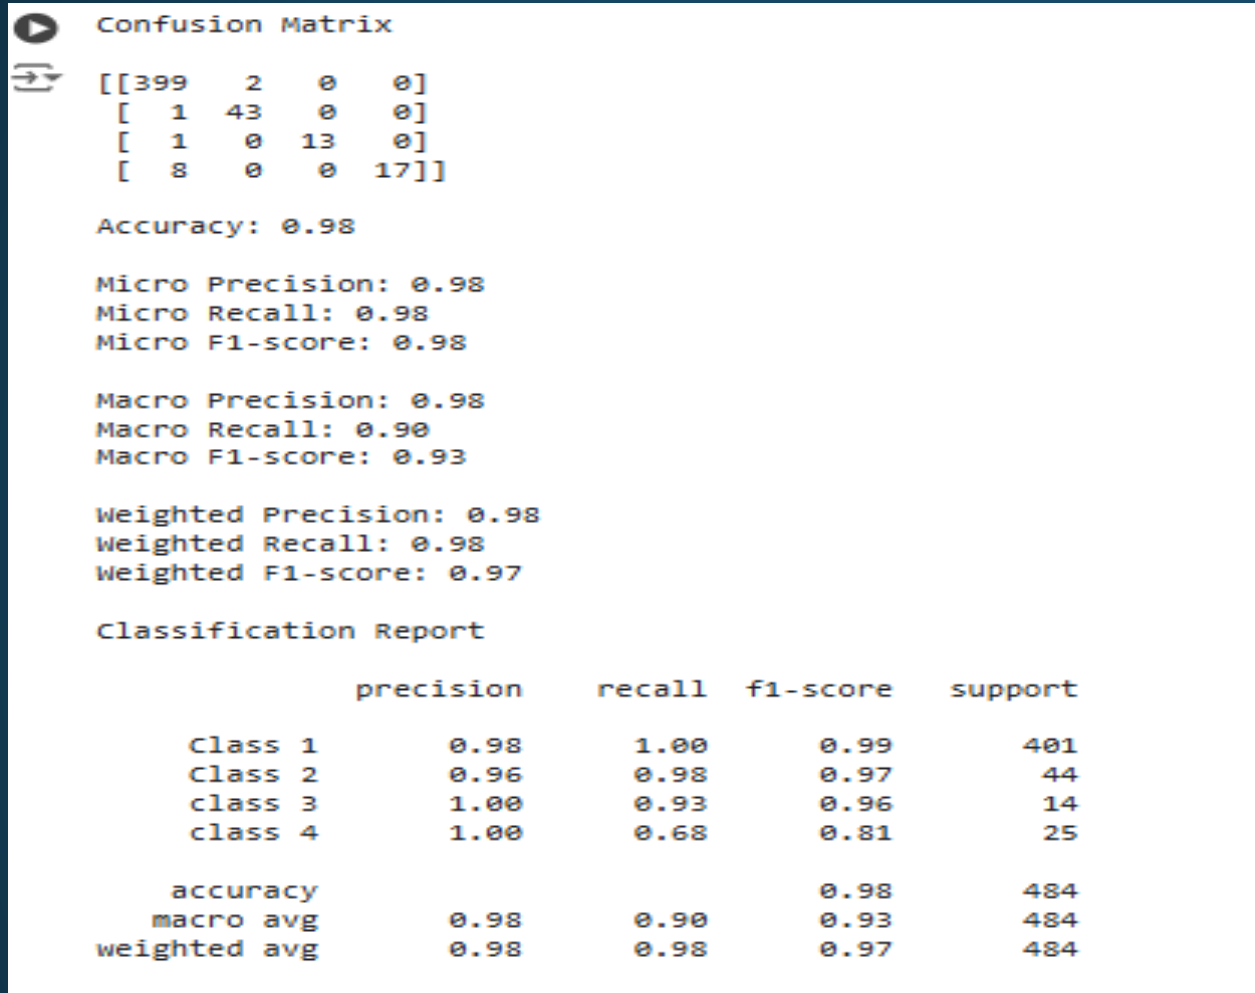 Confusion Matrix
[[399 2 0 0]
[ 1 43 0 0]
[ 1 0 13 0]
[ 8 0 0 17]]
Accuracy: 0.98
Micro Precision: 0.98
Micro Recall: 0.98
Micro F1-score: 0.98
Macro Precision: 0.98
Macro Recall: 0.90
Macro F1-score: 0.93
Weighted Precision: 0.98
Weighted Recall: 0.98
Weighted F1-score: 0.97
Classification Report
precision recall f1-score support
Class 1 0.98 1.00 0.99 401
Class 2 0.96 0.98 0.97 44
class 3 1.00 0.93 0.96 14
class 4 1.00 0.68 0.81 25
accuracy 0.98 484
macro avg 0.98 0.90 0.93 484
weighted avg 0.98 0.98 0.97 484